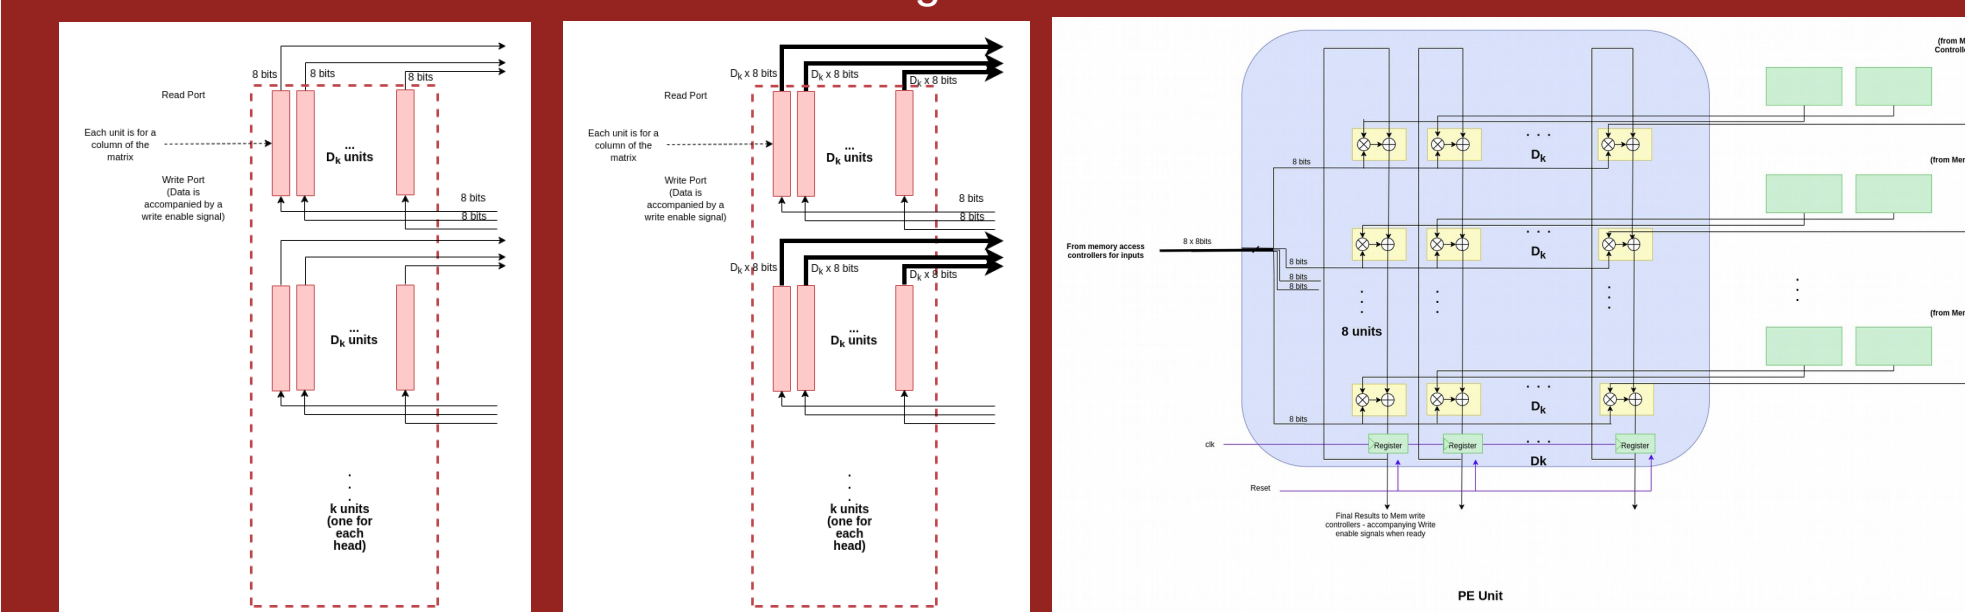 g
8 bits
8 bits
8 bits
Read Port
Each unit is for a
column of the
matrix
...
Dk units
Write Port
(Data is
accompanied by a
write enable signal)
8 bits
8 bits
...
Dk units
.
.
.
k units
(one for
each
head)
Dk x 8 bits
Dk x 8 bits
Dk x 8 bits
Read Port
Each unit is for a
column of the
matrix
...
Dk units
Write Port
(Data is
accompanied by a
write enable signal)
8 bits
8 bits
Dk x 8 bits
Dk x 8 bits
Dk x 8 bits
...
Dk units
.
.
.
k units
(one for
each
head)
(from M
Controlle
. . .
Dk
8 bits
(from Mer
. . .
Dk
From memory access
controllers for inputs
8 x 8bits
8 bits
8 bits
8 bits
8 units
(from Mer
. . .
Dk
8 bits
clk
Register
Register
. . .
Register
Dk
Reset
Final Results to Mem write
controllers - accompanying Write
enable signals when ready
PE Unit